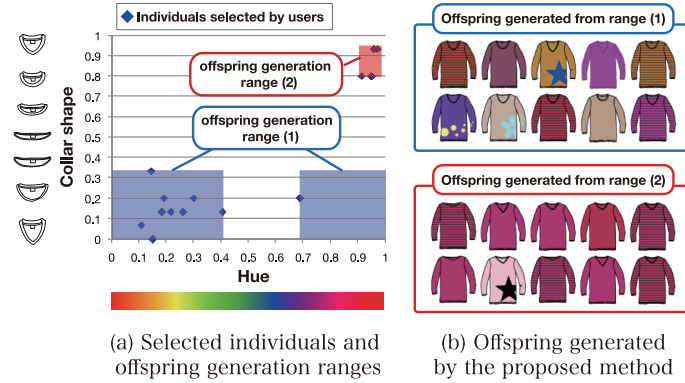 Individuals selected by users
Collar shape
1
0.9
0.8
0.7
0.6
0.5
0.4
0.3
0.2
0.1
0
offspring generation
range (2)
offspring generation
range (1)
0 0.1 0.2 0.3 0.4 0.5 0.6 0.7 0.8 0.9 1
Hue
(a) Selected individuals and
offspring generation ranges
Offspring generated from range (1)
Offspring generated from range (2)
(b) Offspring generated
by the proposed method